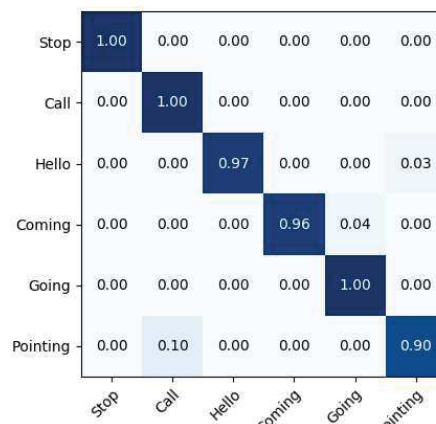 Stop 1.00 0.00 0.00 0.00 0.00 0.00
Call 0.00 1.00 0.00 0.00 0.00 0.00
Hello 0.00 0.00 0.97 0.00 0.00 0.03
Coming 0.00 0.00 0.00 0.96 0.04 0.00
Going 0.00 0.00 0.00 0.00 1.00 0.00
Pointing 0.00 0.10 0.00 0.00 0.00 0.90
Stop Call Hello Coming Going Pointing